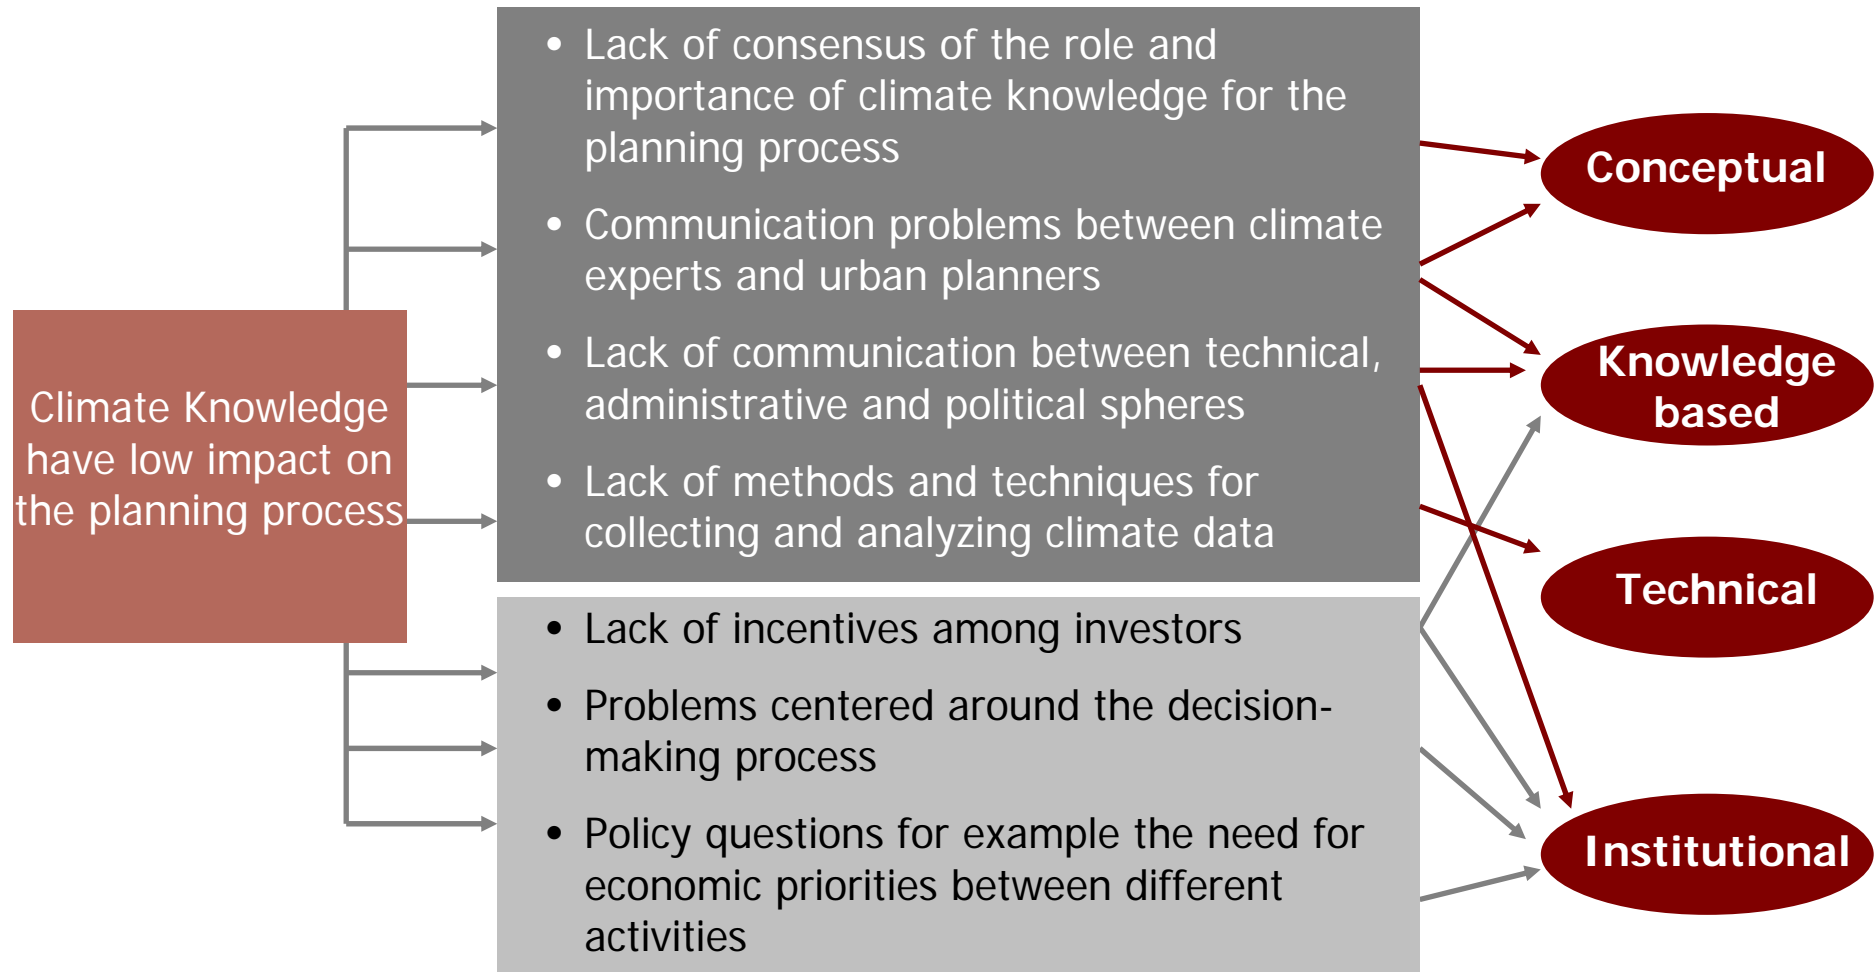 Climate Knowledge
have low impact on
the planning process
• Lack of consensus of the role and
importance of climate knowledge for the
planning process
• Communication problems between climate
experts and urban planners
• Lack of communication between technical,
administrative and political spheres
• Lack of methods and techniques for
collecting and analyzing climate data
• Lack of incentives among investors
• Problems centered around the decision-
making process
• Policy questions for example the need for
economic priorities between different
activities
Conceptual
Knowledge
based
Technical
Institutional